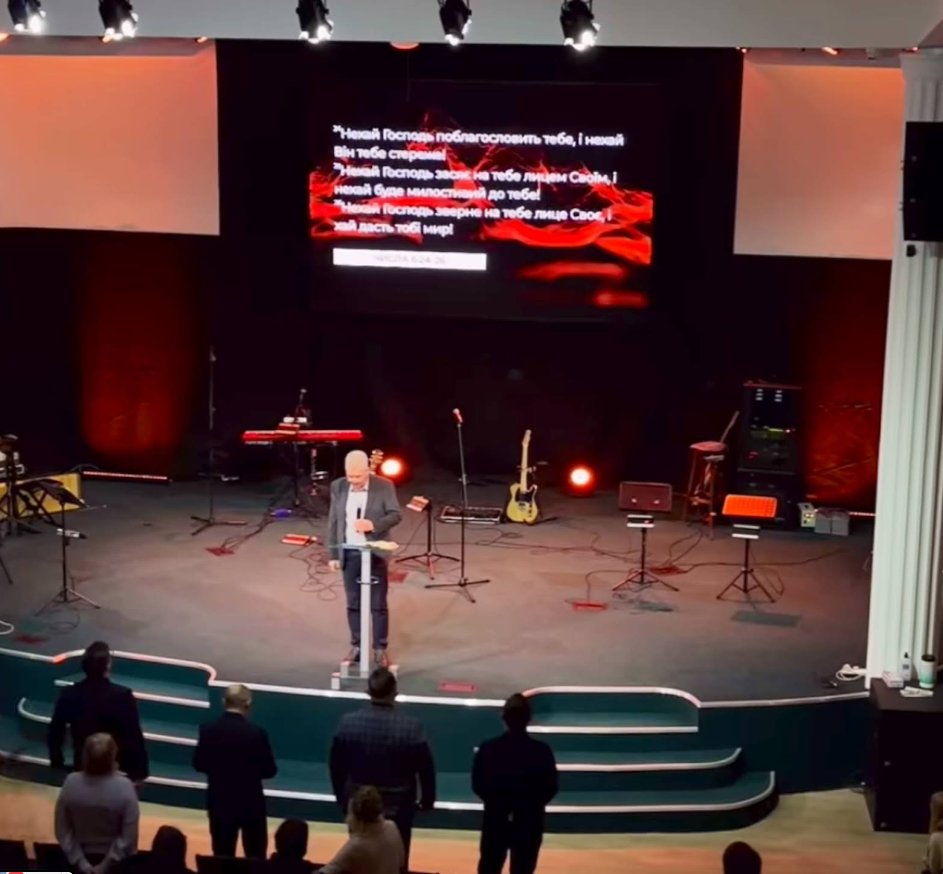 ²⁴Нехай Господь поблагословить тебе, і нехай
Він тебе стереже!
²⁵Нехай Господь засяє на тебе лицем Своїм, і
нехай буде милостивий до тебе!
²⁶Нехай Господь зверне на тебе лице Своє, і
хай дасть тобі мир!
ЧИСЛА 6:24-26